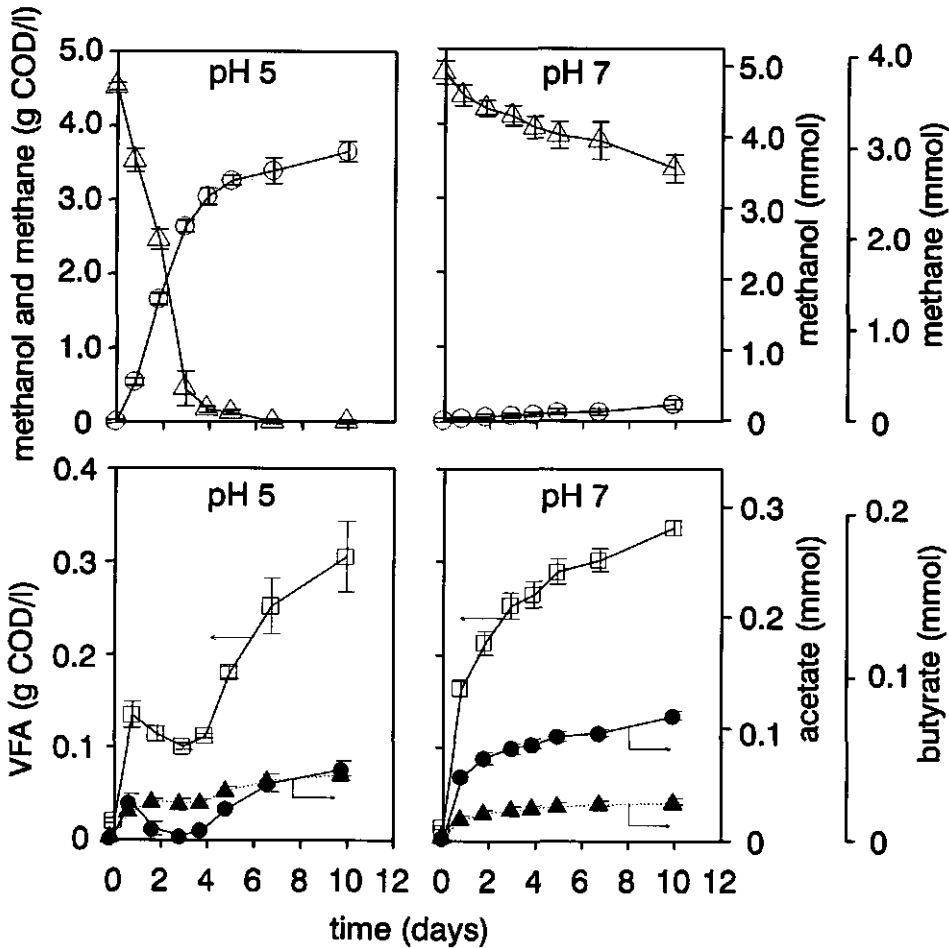 methanol and methane (g COD/l)
5.0
4.0
3.0
2.0
1.0
0
pH 5
pH 7
5.0
4.0
3.0
2.0
1.0
0
methanol (mmol)
4.0
3.0
2.0
1.0
0
methane (mmol)
VFA (g COD/l)
0.4
0.3
0.2
0.1
0
pH 5
pH 7
0.3
0.2
0.1
0
acetate (mmol)
0.2
0.1
0
butyrate (mmol)
0 2 4 6 8 10 12
0 2 4 6 8 10 12
time (days)